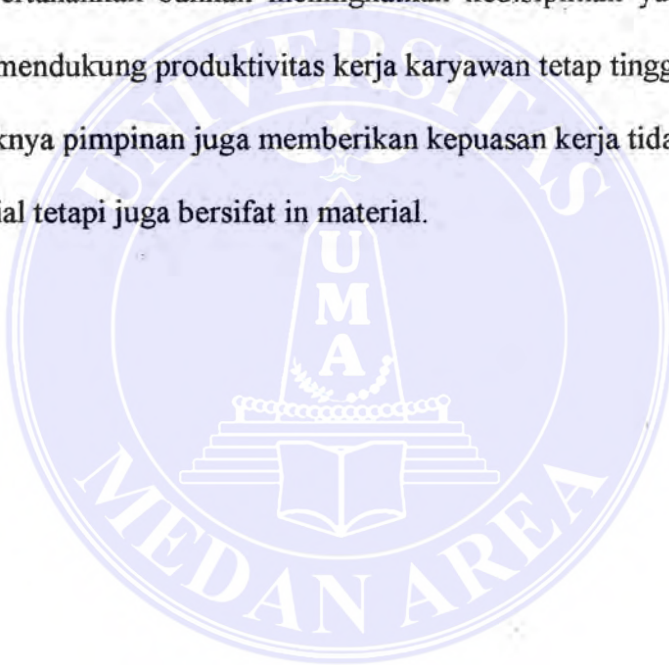 mendukung produktivitas kerja karyawan tetap tingg
knya pimpinan juga memberikan kepuasan kerja tida
ial tetapi juga bersifat in material.
UNIVERSITAS
U
M
A
MEDAN AREA